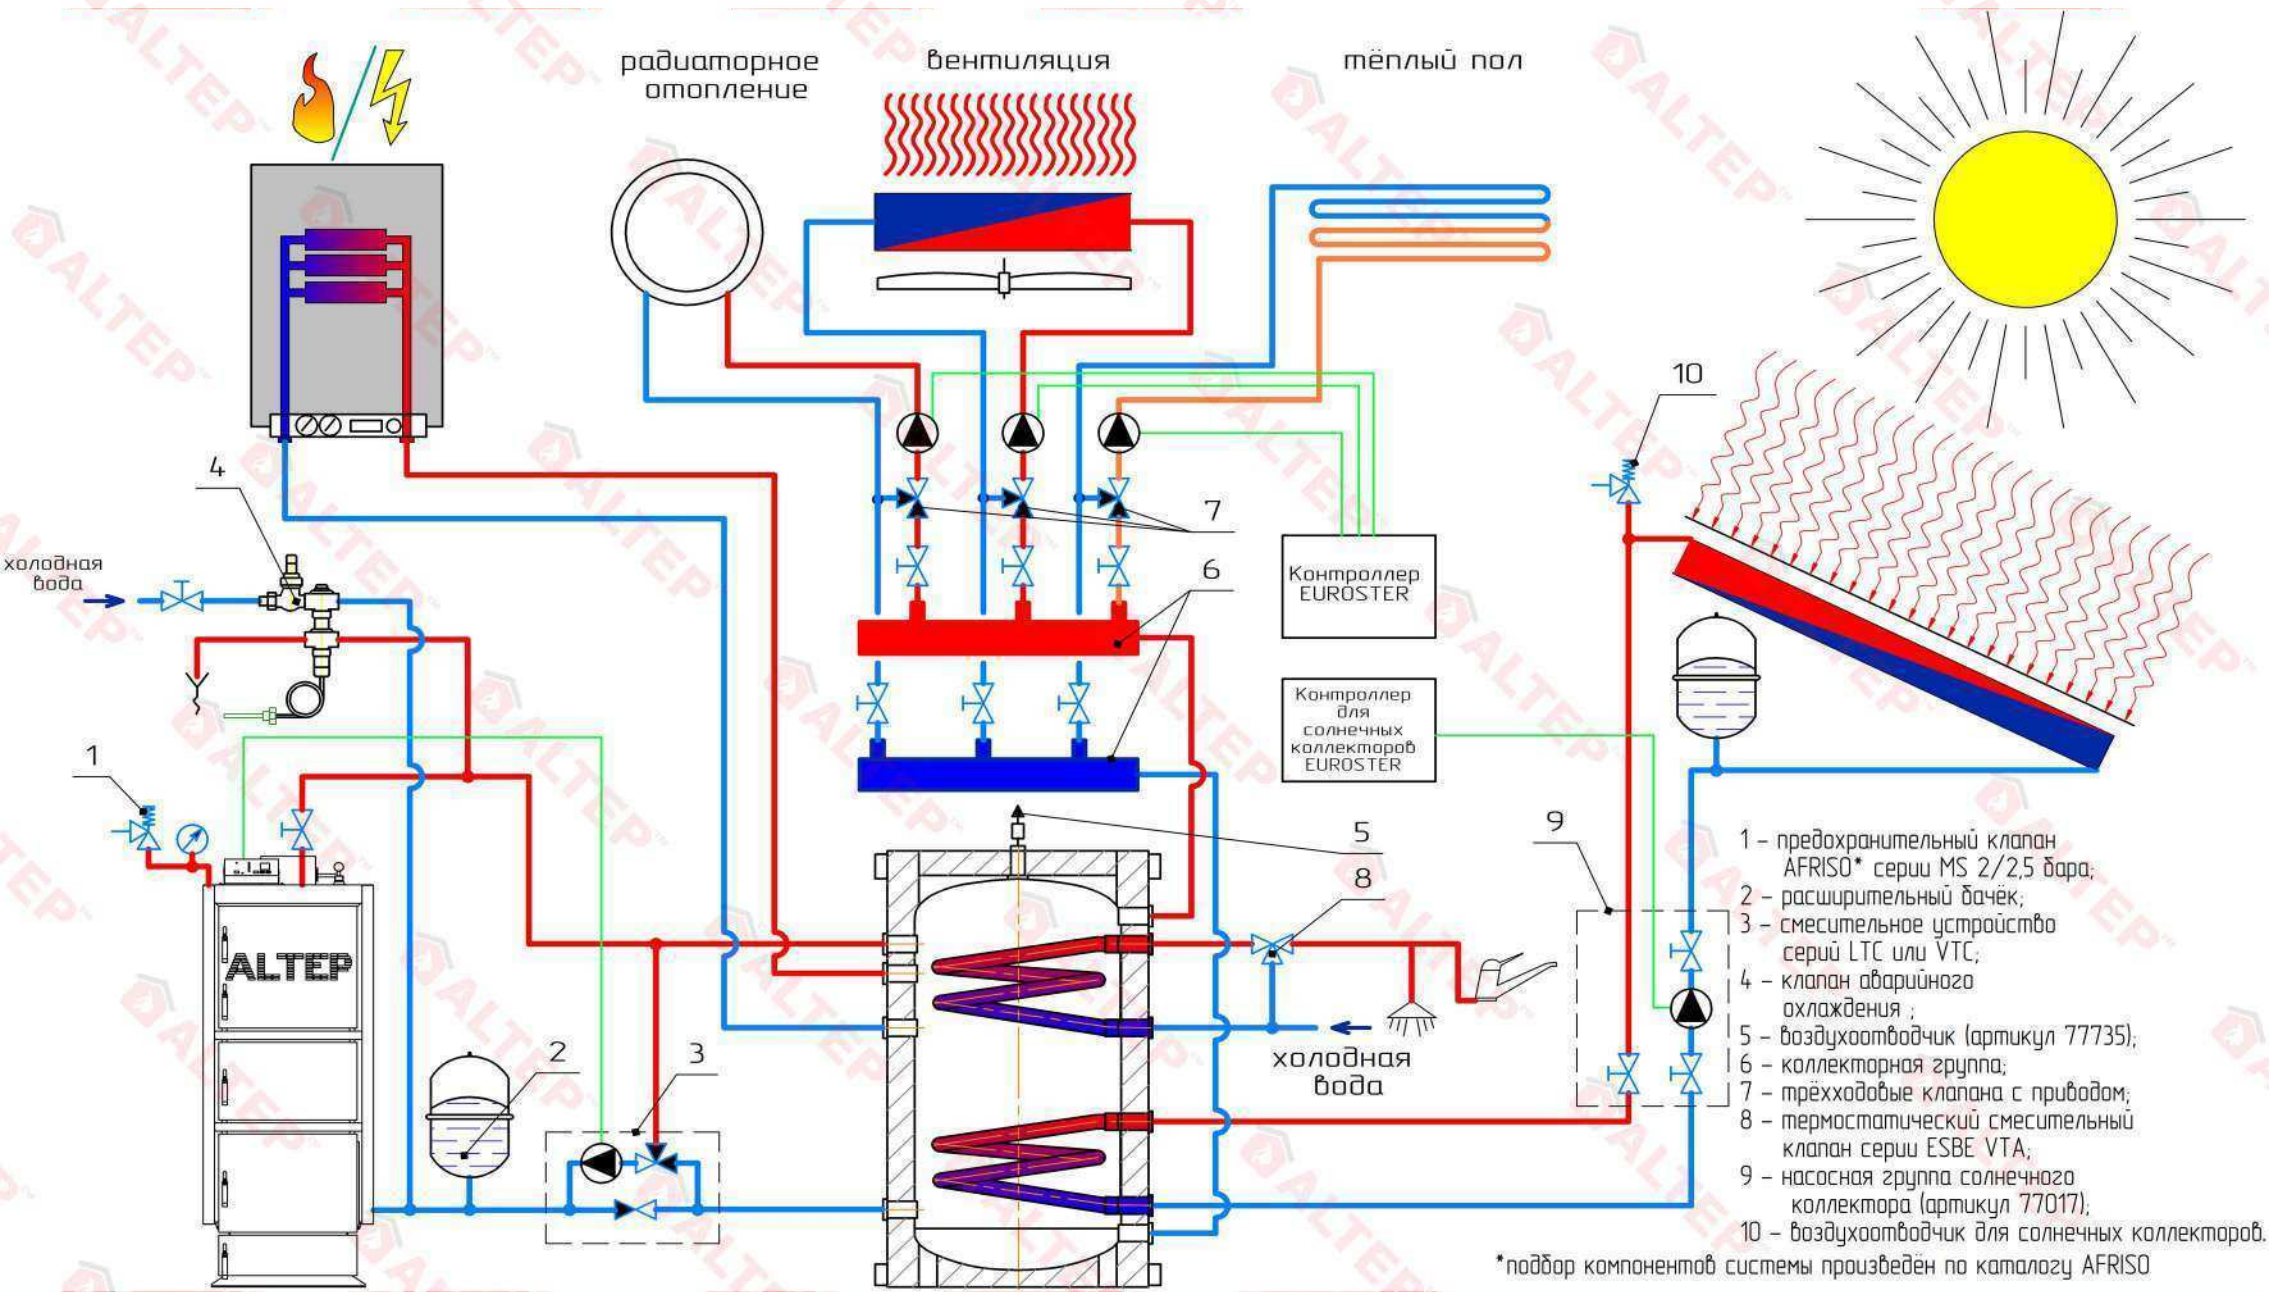 радиаторное
отопление
вентиляция
тёплый пол
10
4
7
холодная
вода
6
Контроллер
EUROSTER
Контроллер
для
солнечных
коллекторов
EUROSTER
1
5
9
8
ALTEP
2
3
холодная
вода
1 – предохранительный клапан
AFRISO* серии MS 2/2,5 бара;
2 – расширительный бачёк;
3 – смесительное устройство
серий LTC или VTC;
4 – клапан аварийного
охлаждения ;
5 – воздухоотводчик (артикул 77735);
6 – коллекторная группа;
7 – трёхходовые клапана с приводом;
8 – термостатический смесительный
клапан серии ESBE VTA;
9 – насосная группа солнечного
коллектора (артикул 77017);
10 – воздухоотводчик для солнечных коллекторов.
*подбор компонентов системы произведён по каталогу AFRISO